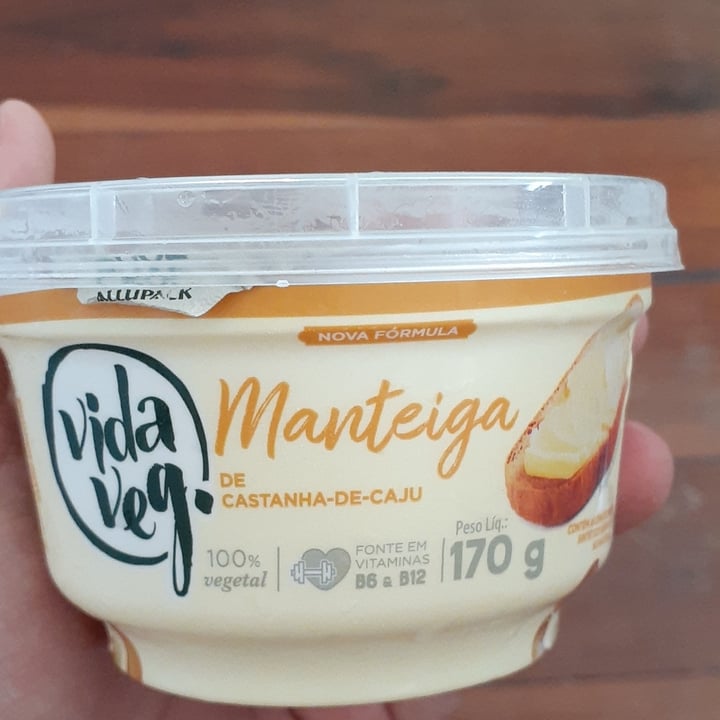 ALLUPACK
NOVA FÓRMULA
vida
veg.
Manteiga
DE
CASTANHA-DE-CAJU
100%
vegetal
FONTE EM
VITAMINAS
B6 & B12
Peso Líq.:
170 g